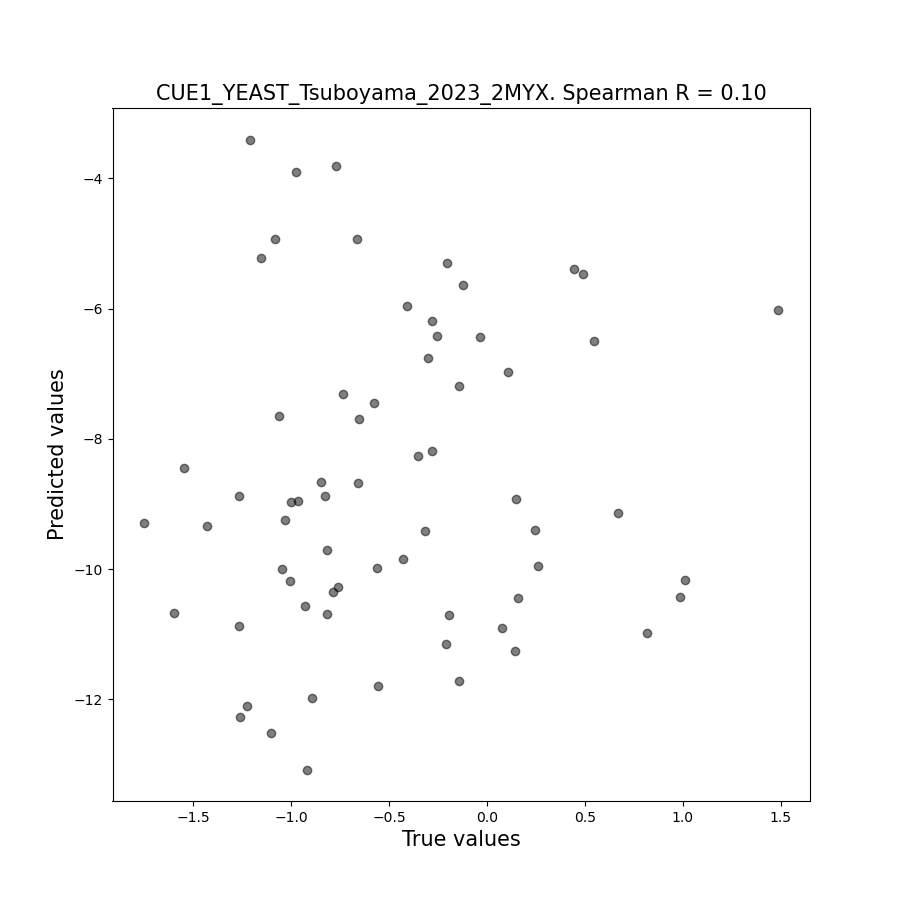 CUE1_YEAST_Tsuboyama_2023_2MYX. Spearman R = 0.10
−4
−6
−8
−10
−12
Predicted values
−1.5 −1.0 −0.5 0.0 0.5 1.0 1.5
True values